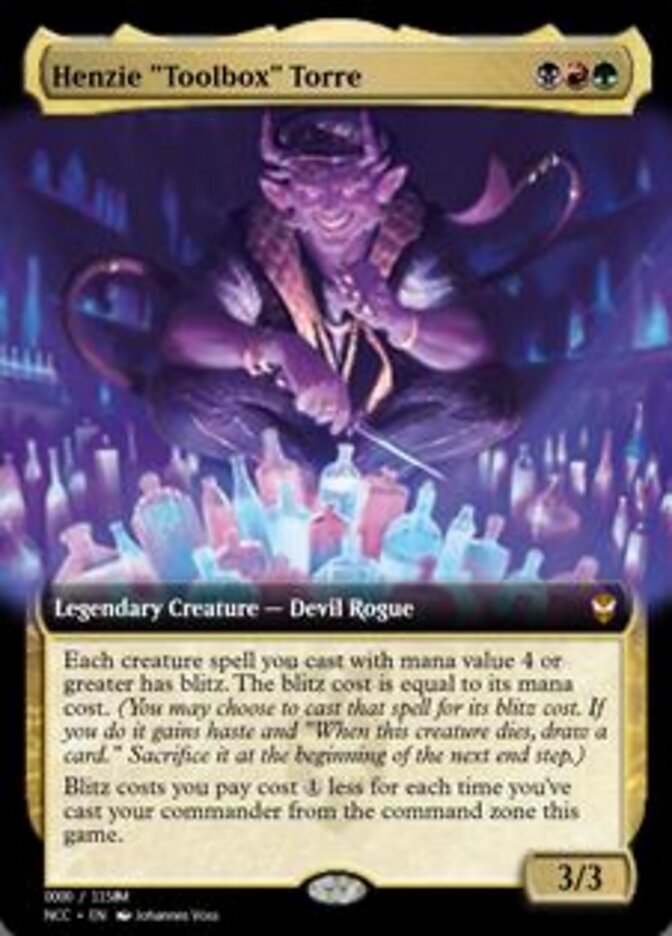 Henzie "Toolbox" Torre
Legendary Creature — Devil Rogue
Each creature spell you cast with mana value 4 or
greater has blitz. The blitz cost is equal to its mana
cost. (You may choose to cast that spell for its blitz cost. If
you do it gains haste and "When this creature dies, draw a
card." Sacrifice it at the beginning of the next end step.)
Blitz costs you pay cost 1 less for each time you've
cast your commander from the command zone this
game.
3/3
NCC • EN Johannes Voss